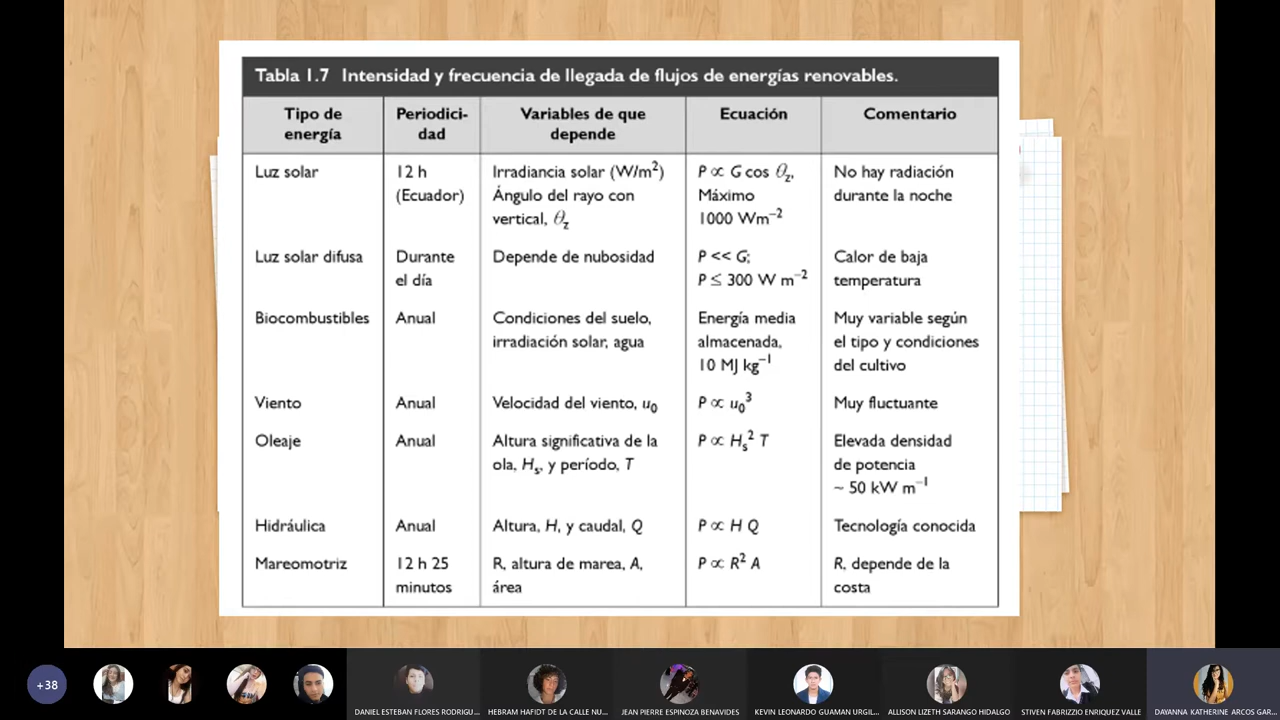 Tabla 1.7 Intensidad y frecuencia de llegada de flujos de energías renovables.
Tipo de energía | Periodici-dad | Variables de que depende | Ecuación | Comentario
Luz solar | 12 h (Ecuador) | Irradiancia solar (W/m²) Ángulo del rayo con vertical, θz | P ∝ G cos θz, Máximo 1000 Wm⁻² | No hay radiación durante la noche
Luz solar difusa | Durante el día | Depende de nubosidad | P << G; P ≤ 300 W m⁻² | Calor de baja temperatura
Biocombustibles | Anual | Condiciones del suelo, irradiación solar, agua | Energía media almacenada, 10 MJ kg⁻¹ | Muy variable según el tipo y condiciones del cultivo
Viento | Anual | Velocidad del viento, u₀ | P ∝ u₀³ | Muy fluctuante
Oleaje | Anual | Altura significativa de la ola, Hs, y período, T | P ∝ Hs² T | Elevada densidad de potencia ~ 50 kW m⁻¹
Hidráulica | Anual | Altura, H, y caudal, Q | P ∝ H Q | Tecnología conocida
Mareomotriz | 12 h 25 minutos | R, altura de marea, A, área | P ∝ R² A | R, depende de la costa
+38
DANIEL ESTEBAN FLORES RODRIGU...
HEBRAM HAFIDT DE LA CALLE NU...
JEAN PIERRE ESPINOZA BENAVIDES
KEVIN LEONARDO GUAMAN URGIL...
ALLISON LIZETH SARANGO HIDALGO
STIVEN FABRIZZIO ENRIQUEZ VALLE
DAYANNA KATHERINE ARCOS GAR...